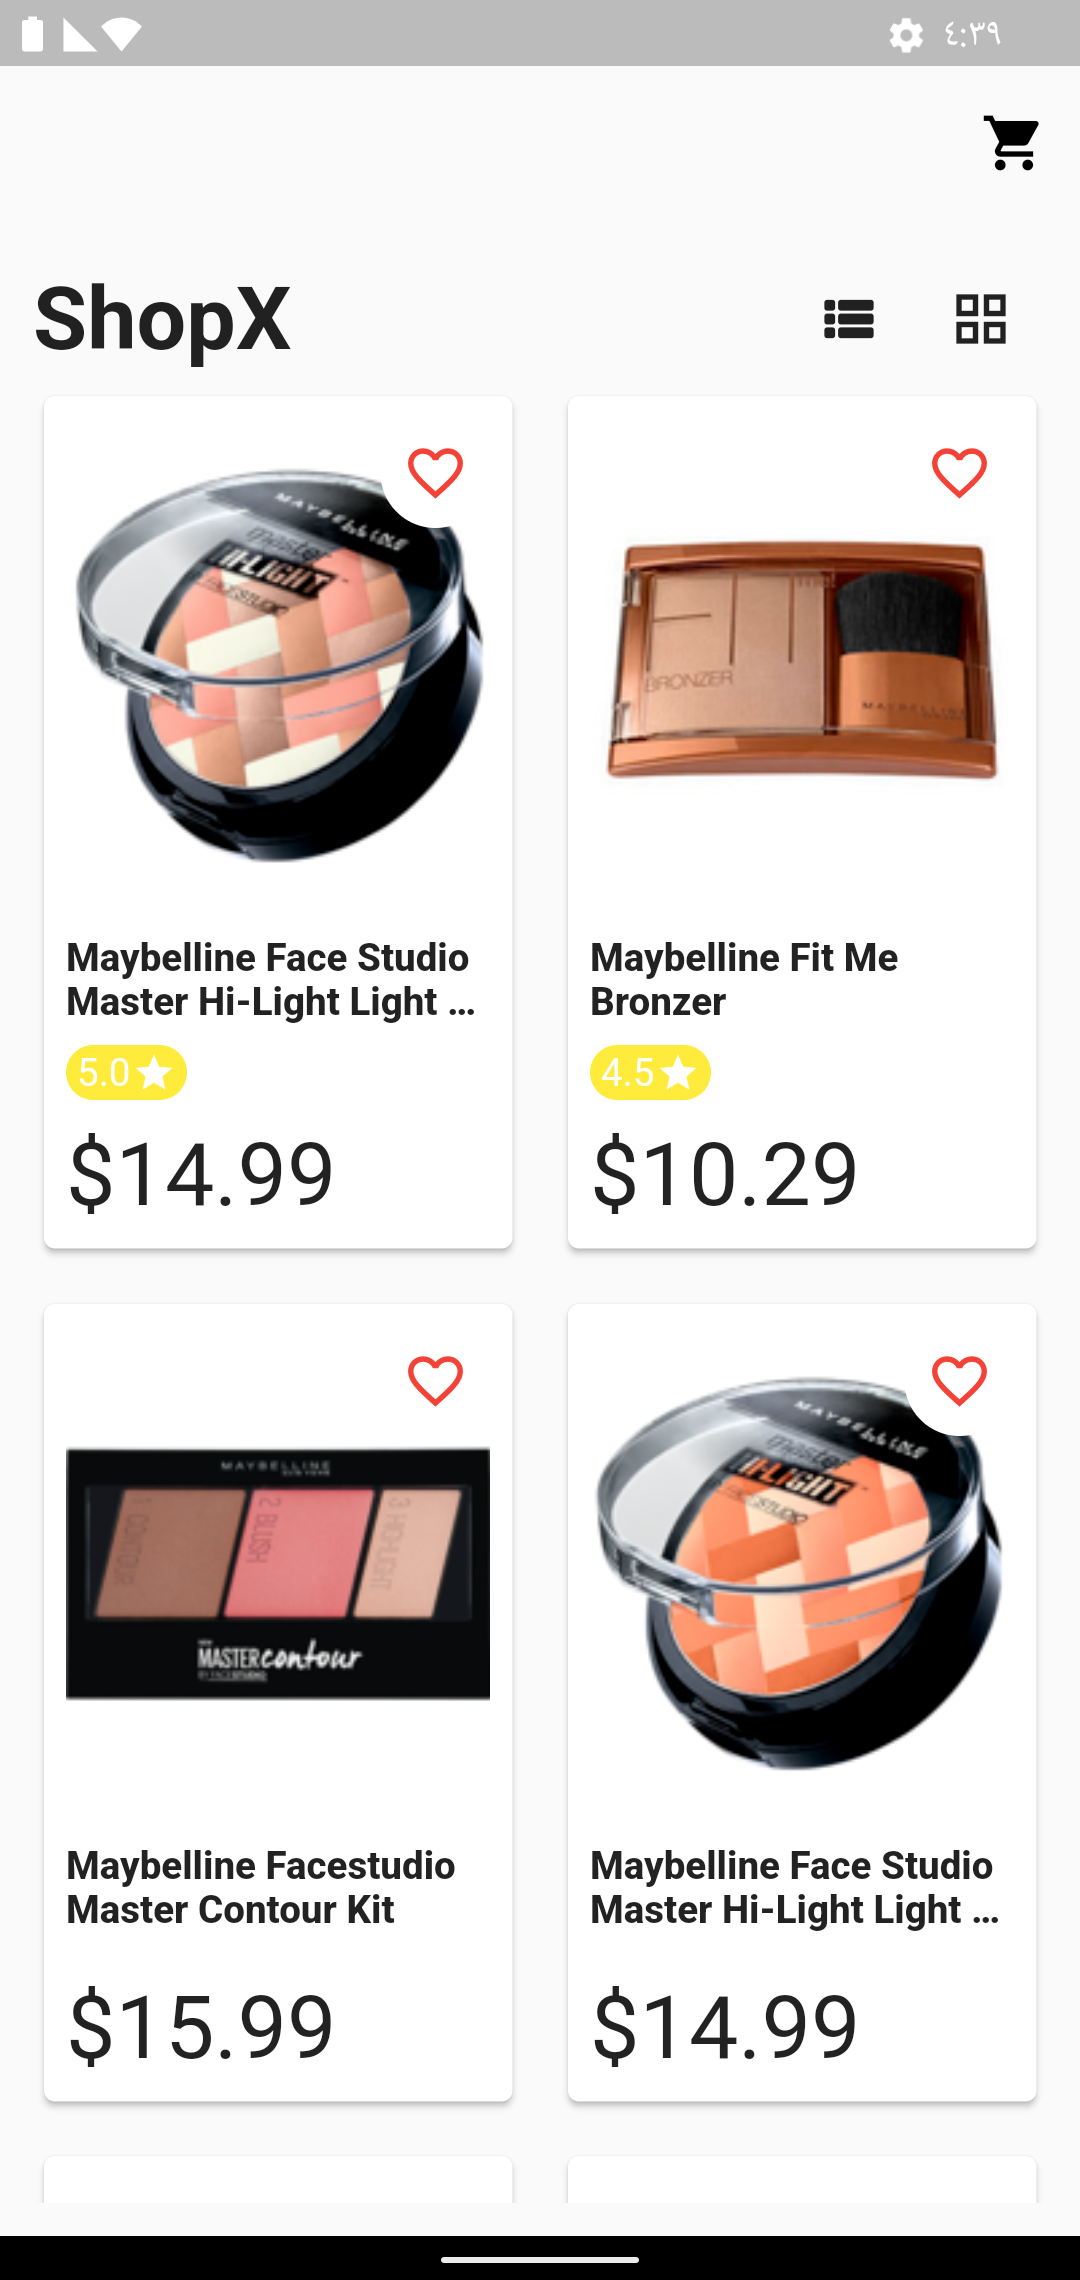 ٤:٣٩
ShopX
MAYBELLINE
master
HI-LIGHT
FACESTUDIO
Maybelline Face Studio
Master Hi-Light Light ...
5.0
$14.99
BRONZER
MAYBELLINE
Maybelline Fit Me
Bronzer
4.5
$10.29
MAYBELLINE
NEW YORK
1 CONTOUR
2 BLUSH
3 HIGHLIGHT
MASTER contour
BY FACESTUDIO
Maybelline Facestudio
Master Contour Kit
$15.99
MAYBELLINE
master
HI-LIGHT
FACESTUDIO
Maybelline Face Studio
Master Hi-Light Light ...
$14.99